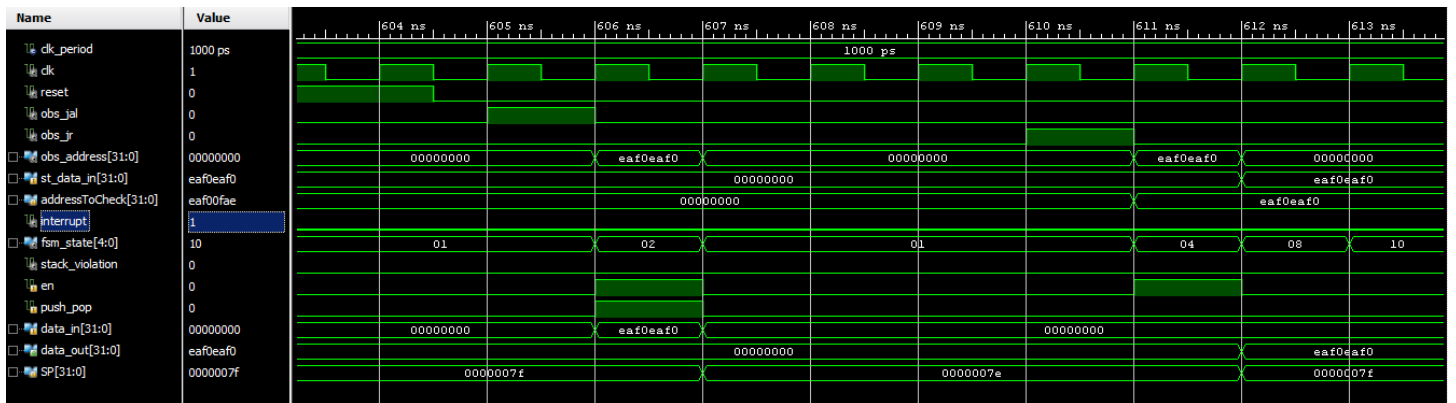 Name Value
604 ns 605 ns 606 ns 607 ns 608 ns 609 ns 610 ns 611 ns 612 ns 613 ns
clk_period 1000 ps 1000 ps
clk 1
reset 0
obs_jal 0
obs_jr 0
obs_address[31:0] 00000000 00000000 eaf0eaf0 00000000 eaf0eaf0 00000000
st_data_in[31:0] eaf0eaf0 00000000 eaf0eaf0
addressToCheck[31:0] eaf00fae 00000000 eaf0eaf0
interrupt 1
fsm_state[4:0] 10 01 02 01 04 08 10
stack_violation 0
en 0
push_pop 0
data_in[31:0] 00000000 00000000 eaf0eaf0 00000000
data_out[31:0] eaf0eaf0 00000000 eaf0eaf0
SP[31:0] 0000007f 0000007f 0000007e 0000007f